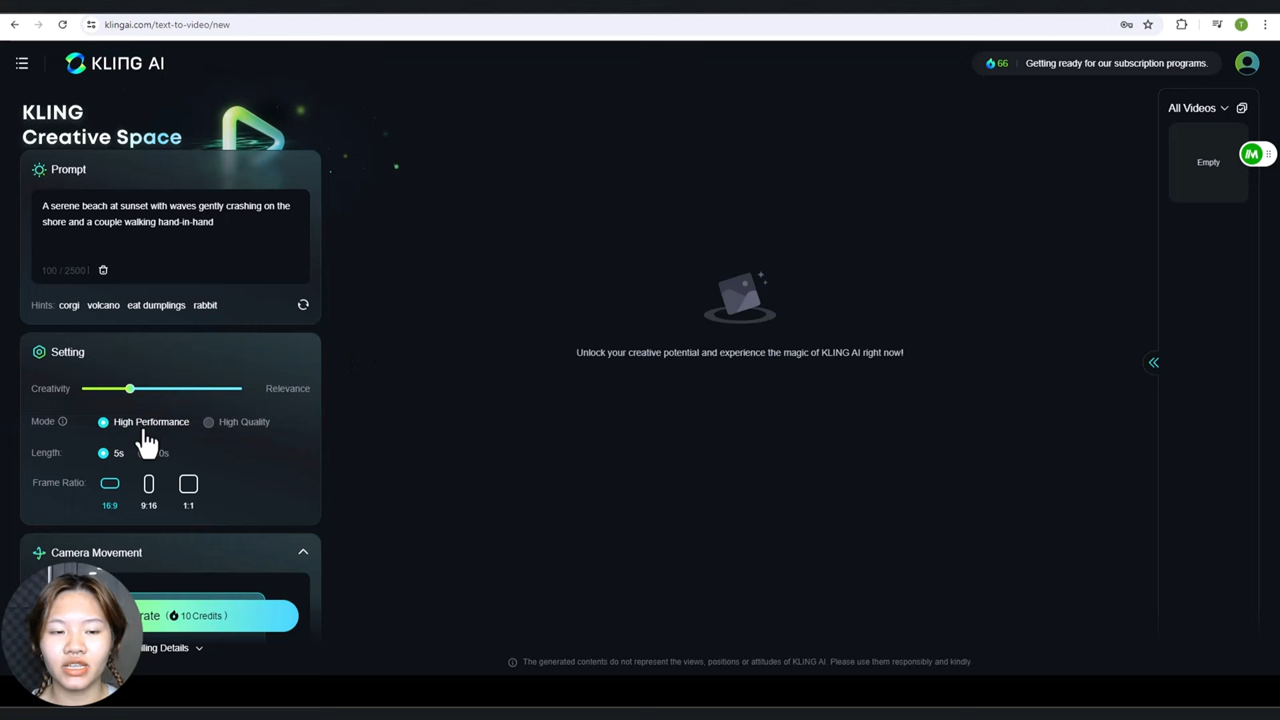 klingai.com/text-to-video/new
T
KLING AI
66
Getting ready for our subscription programs.
KLING
Creative Space
All Videos
Empty
Prompt
A serene beach at sunset with waves gently crashing on the
shore and a couple walking hand-in-hand
100 / 2500
Hints: corgi volcano eat dumplings rabbit
Setting
Creativity Relevance
Mode High Performance High Quality
Length: 5s 0s
Frame Ratio:
16:9 9:16 1:1
Unlock your creative potential and experience the magic of KLING AI right now!
Camera Movement
rate ( 10 Credits )
illing Details
The generated contents do not represent the views, positions or attitudes of KLING AI. Please use them responsibly and kindly